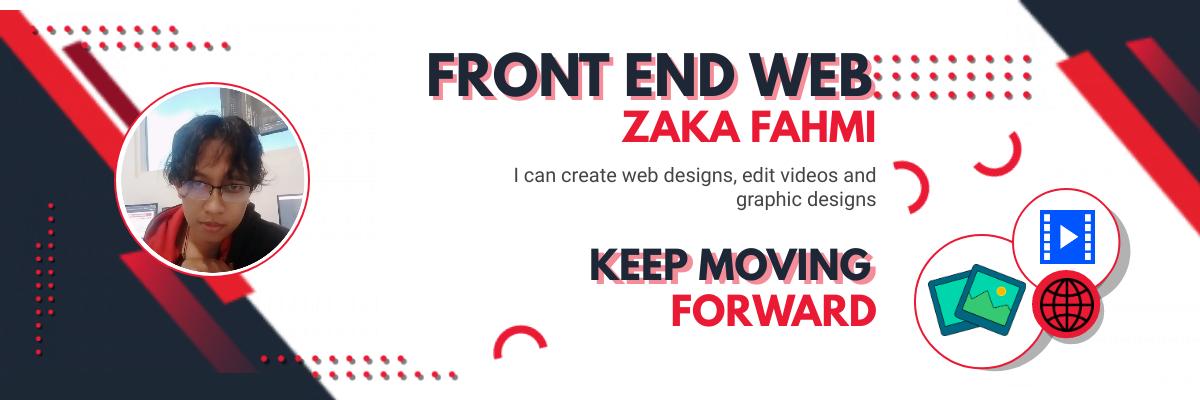 FRONT END WEB
ZAKA FAHMI
I can create web designs, edit videos and
graphic designs
KEEP MOVING
FORWARD